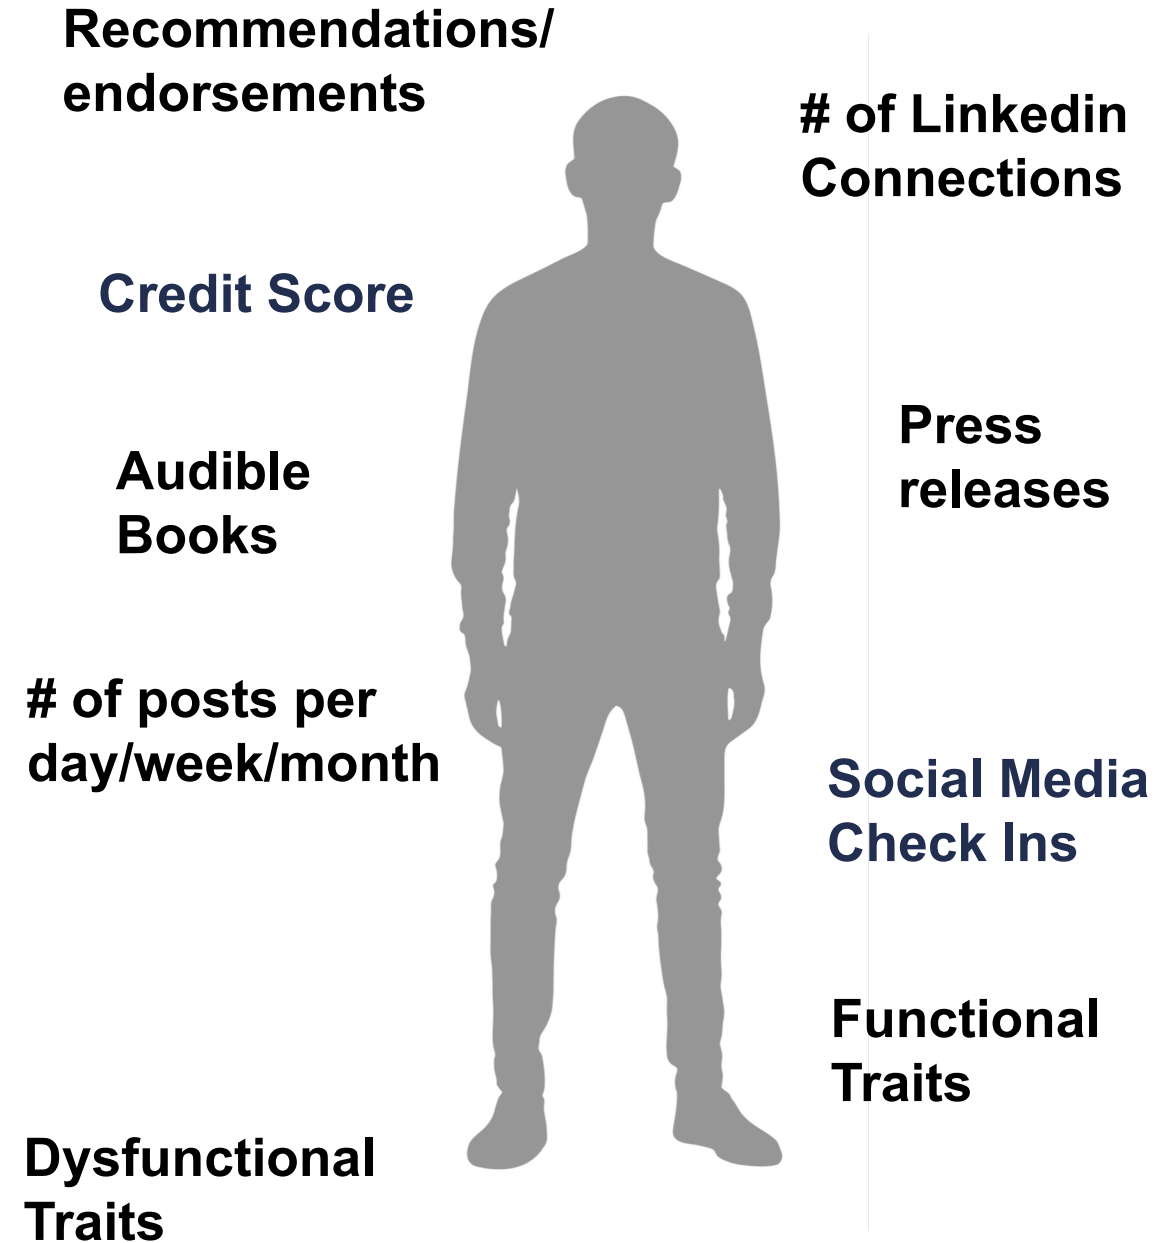 Recommendations/
endorsements
# of Linkedin
Connections
Credit Score
Press
releases
Audible
Books
# of posts per
day/week/month
Social Media
Check Ins
Functional
Traits
Dysfunctional
Traits